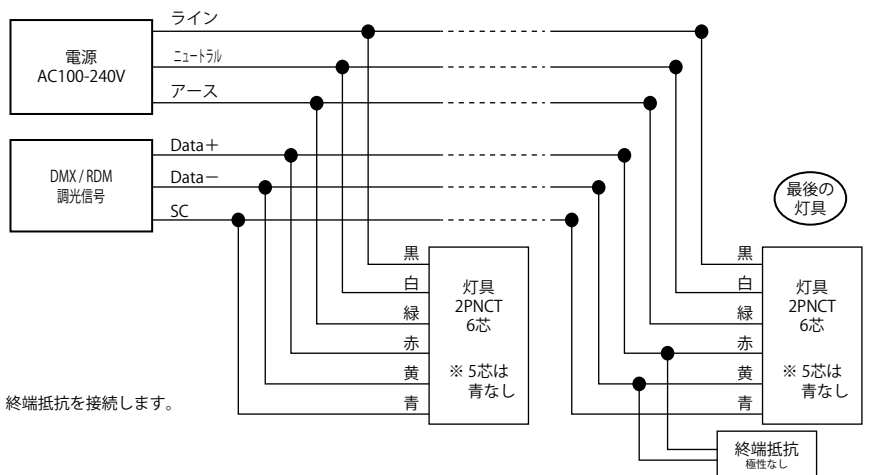 電源
AC100-240V
ライン
ニュートラル
アース
DMX / RDM
調光信号
Data＋
Data－
SC
最後の
灯具
黒
白
緑
赤
黄
青
灯具
2PNCT
6芯
※ 5芯は
青なし
黒
白
緑
赤
黄
青
灯具
2PNCT
6芯
※ 5芯は
青なし
終端抵抗を接続します。
終端抵抗
極性なし